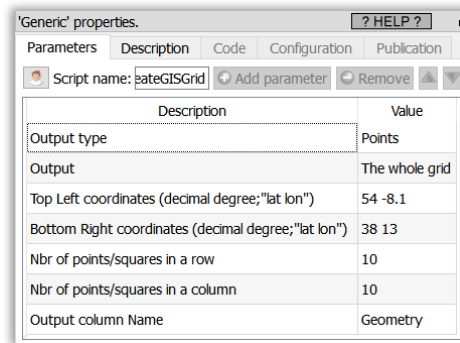 'Generic' properties.
? HELP ?
Parameters Description Code Configuration Publication
Script name: eateGISGrid Add parameter Remove
Description Value
Output type Points
Output The whole grid
Top Left coordinates (decimal degree;"lat lon") 54 -8.1
Bottom Right coordinates (decimal degree;"lat lon") 38 13
Nbr of points/squares in a row 10
Nbr of points/squares in a column 10
Output column Name Geometry